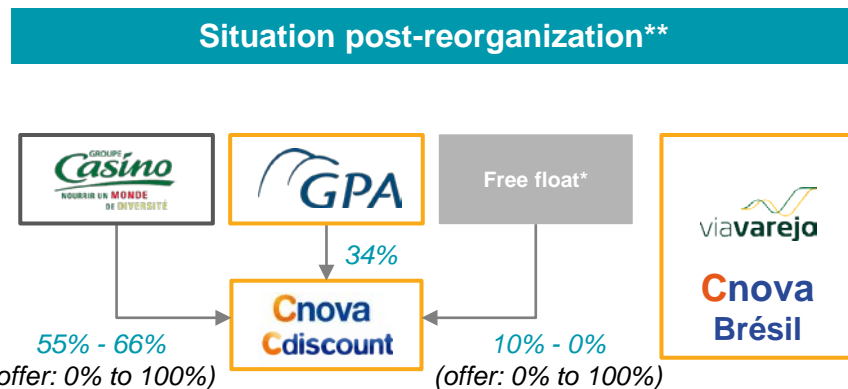 Situation post-reorganization**
GROUPE
Casino
NOURRIR UN MONDE
DE DIVERSITÉ
GPA
Free float*
34%
viavarejo
Cnova
Brésil
Cnova
Cdiscount
55% - 66%
offer: 0% to 100%)
10% - 0%
(offer: 0% to 100%)